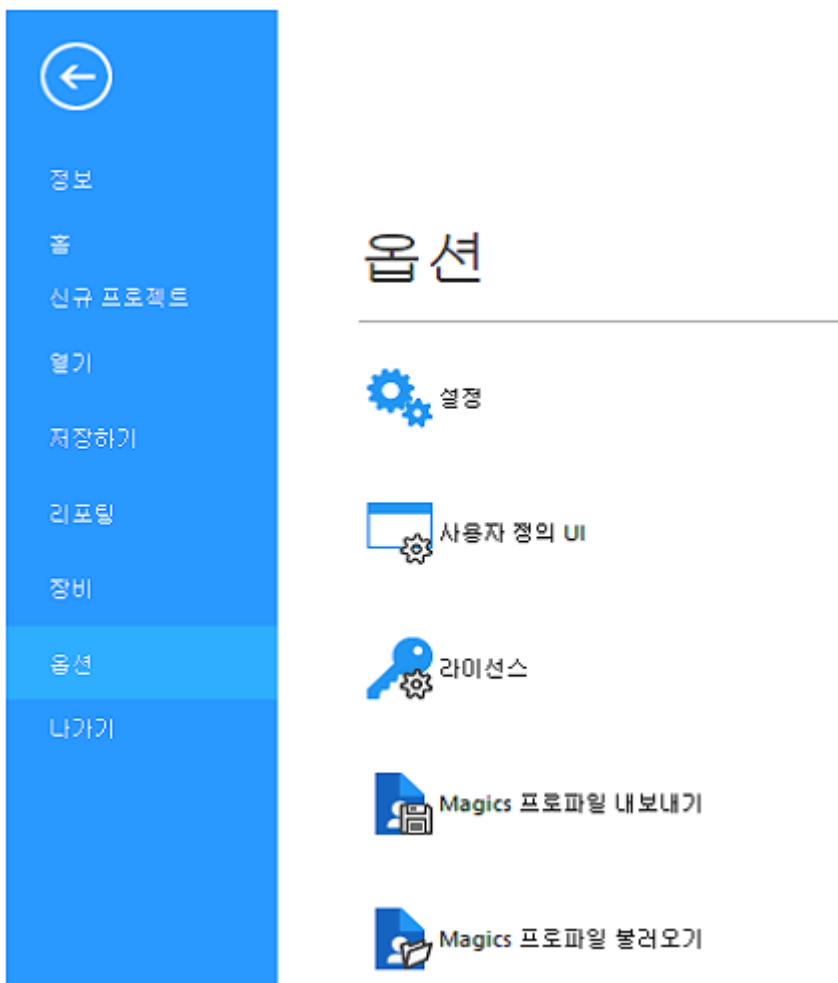 정보
홈
신규 프로젝트
열기
저장하기
리포팅
장비
옵션
나가기
옵션
설정
사용자 정의 UI
라이선스
Magics 프로파일 내보내기
Magics 프로파일 불러오기